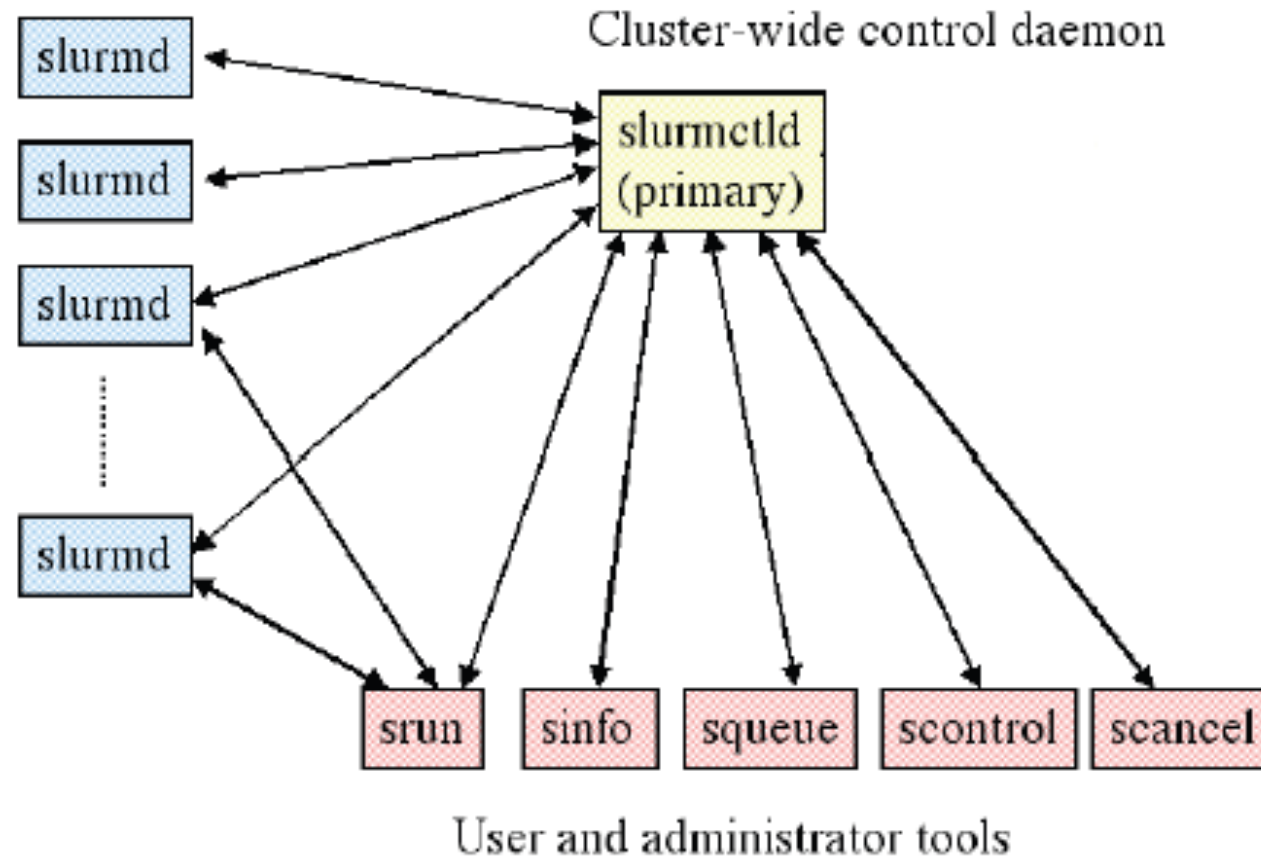 Cluster-wide control daemon
slurmd
slurmctld
(primary)
slurmd
slurmd
slurmd
srun
sinfo
squeue
scontrol
scancel
User and administrator tools